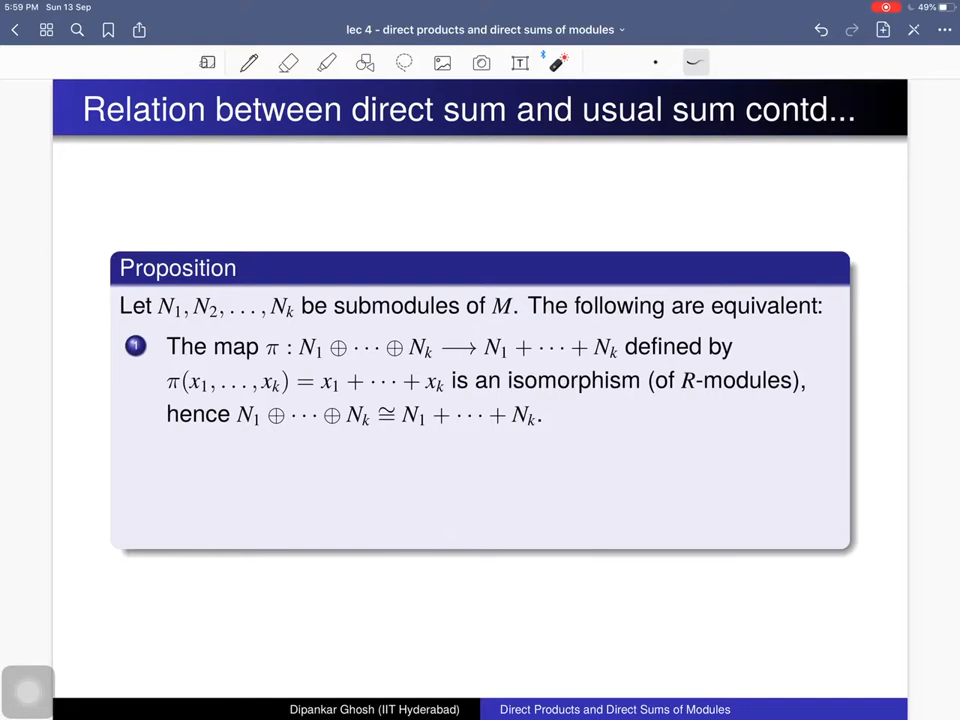 5:59 PM Sun 13 Sep
49%
lec 4 - direct products and direct sums of modules
Relation between direct sum and usual sum contd...
Proposition
Let N₁, N₂, . . . , Nₖ be submodules of M. The following are equivalent:
1 The map π : N₁ ⊕ ··· ⊕ Nₖ ⟶ N₁ + ··· + Nₖ defined by
π(x₁, . . . , xₖ) = x₁ + ··· + xₖ is an isomorphism (of R-modules),
hence N₁ ⊕ ··· ⊕ Nₖ ≅ N₁ + ··· + Nₖ.
Dipankar Ghosh (IIT Hyderabad) Direct Products and Direct Sums of Modules